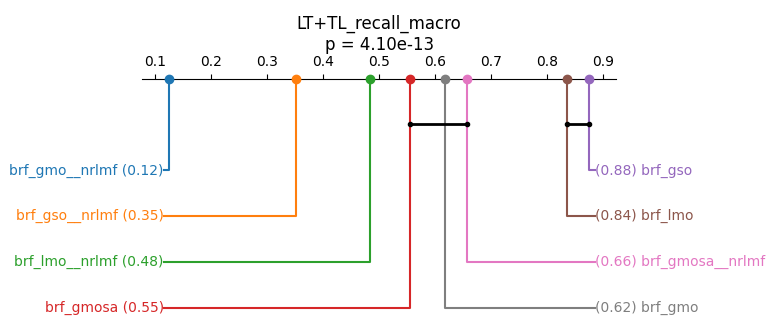 LT+TL_recall_macro
p = 4.10e-13
0.1 0.2 0.3 0.4 0.5 0.6 0.7 0.8 0.9
brf_gmo__nrlmf (0.12) (0.88) brf_gso
brf_gso__nrlmf (0.35) (0.84) brf_lmo
brf_lmo__nrlmf (0.48) (0.66) brf_gmosa__nrlmf
brf_gmosa (0.55) (0.62) brf_gmo